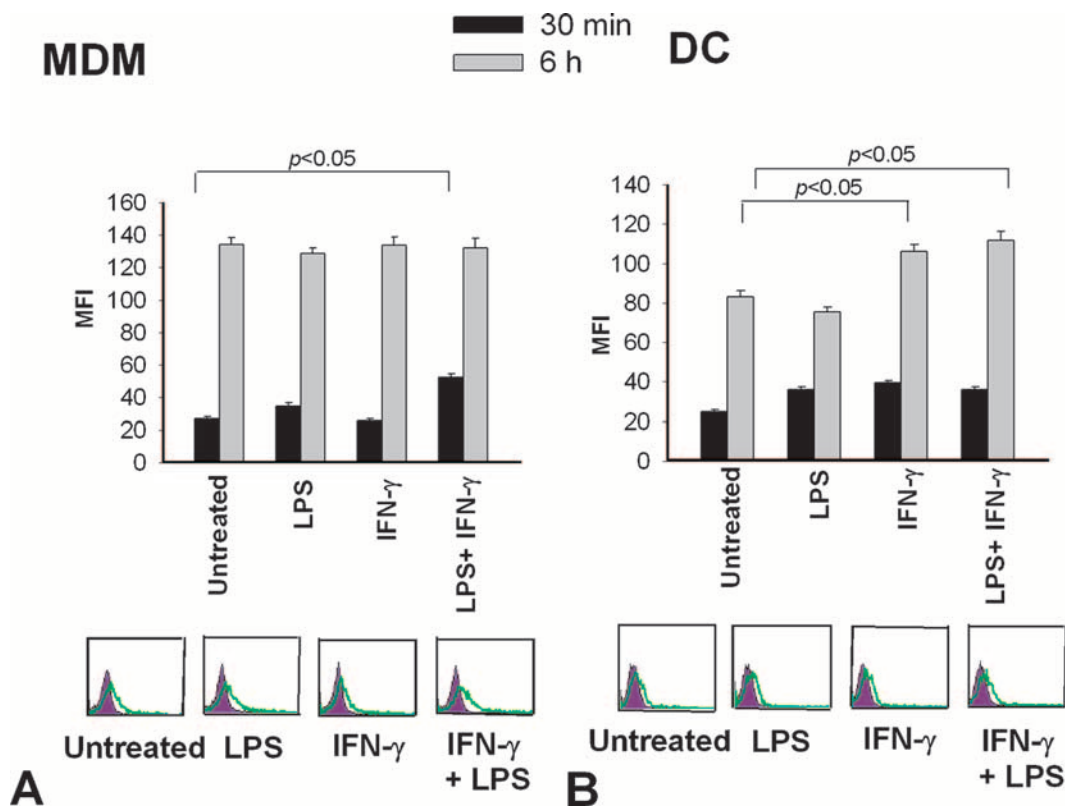 MDM
30 min
6 h
DC
p<0.05
MFI
160
140
120
100
80
60
40
20
0
Untreated
LPS
IFN-γ
LPS+ IFN-γ
p<0.05
p<0.05
MFI
140
120
100
80
60
40
20
0
Untreated
LPS
IFN-γ
LPS+ IFN-γ
Untreated
LPS
IFN-γ
IFN-γ
+ LPS
A
Untreated
LPS
IFN-γ
IFN-γ
+ LPS
B